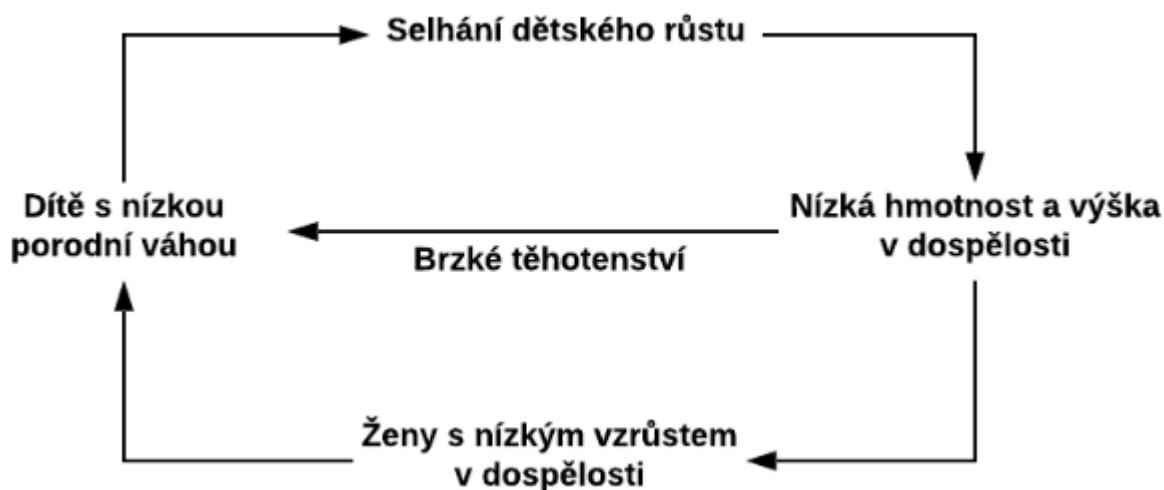 Selhání dětského růstu
Dítě s nízkou
porodní váhou
Nízká hmotnost a výška
v dospělosti
Brzké těhotenství
Ženy s nízkým vzrůstem
v dospělosti